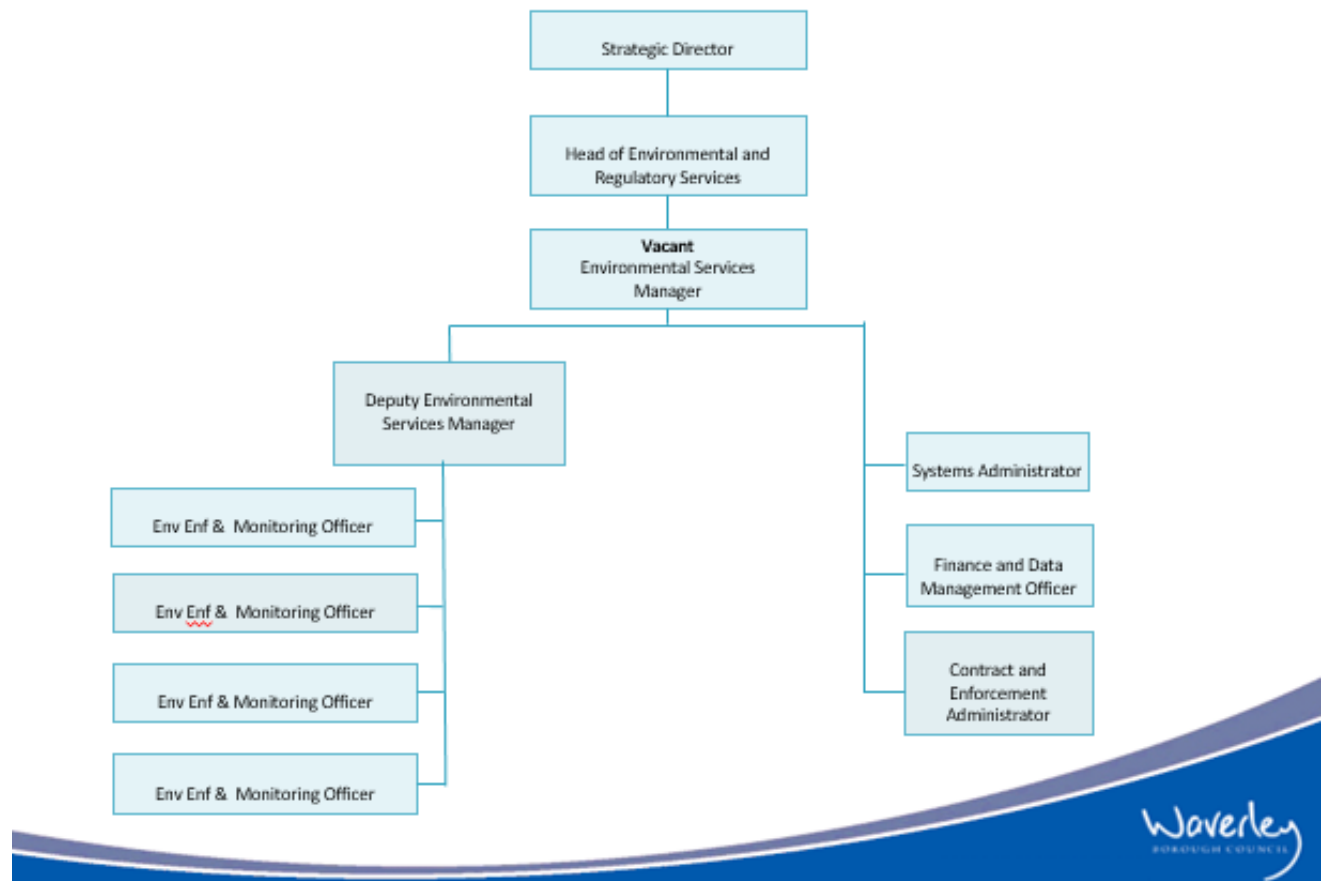 Strategic Director
Head of Environmental and
Regulatory Services
Vacant
Environmental Services
Manager
Deputy Environmental
Services Manager
Env Enf &  Monitoring Officer
Env Enf &  Monitoring Officer
Env Enf & Monitoring Officer
Env Enf &  Monitoring Officer
Systems Administrator
Finance and Data
Management Officer
Contract and
Enforcement
Administrator
Waverley
BOROUGH COUNCIL